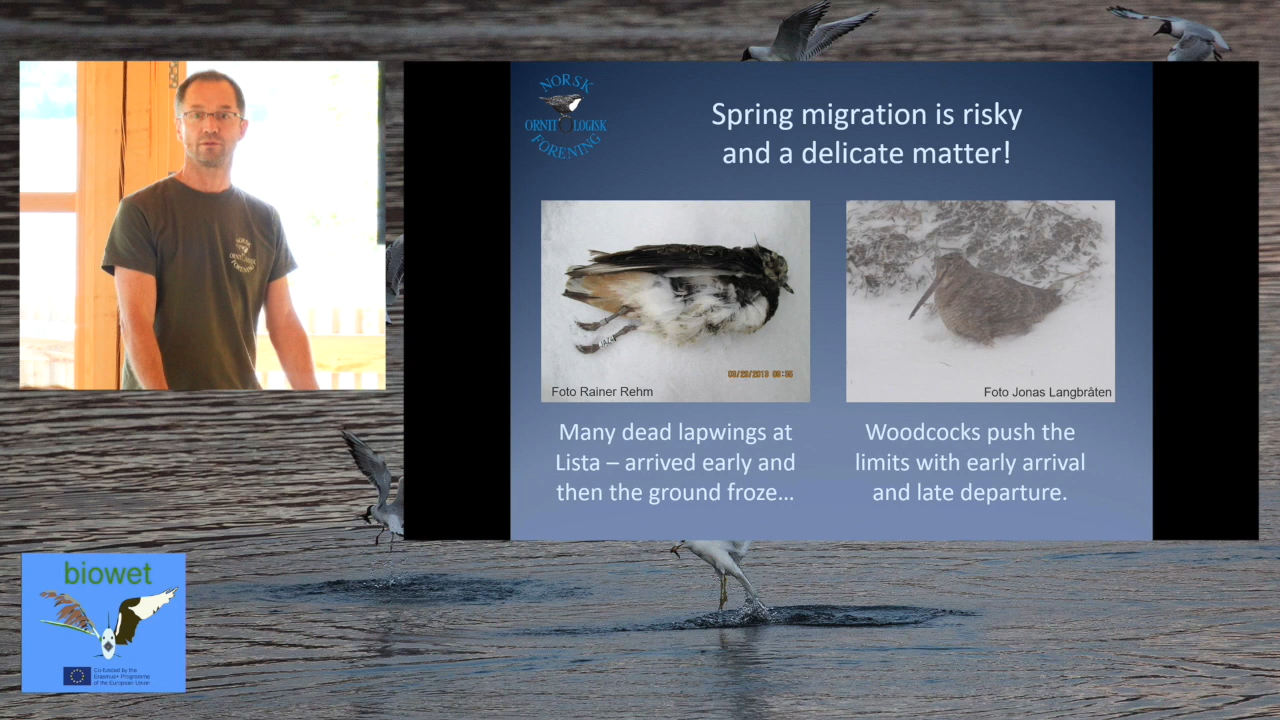 NORSK
ORNITOLOGISK
FORENING
Spring migration is risky
and a delicate matter!
Foto Rainer Rehm
Foto Jonas Langbråten
Many dead lapwings at
Lista – arrived early and
then the ground froze...
Woodcocks push the
limits with early arrival
and late departure.
NORSK
FORENING
biowet
Co-funded by the
Erasmus+ Programme
of the European Union